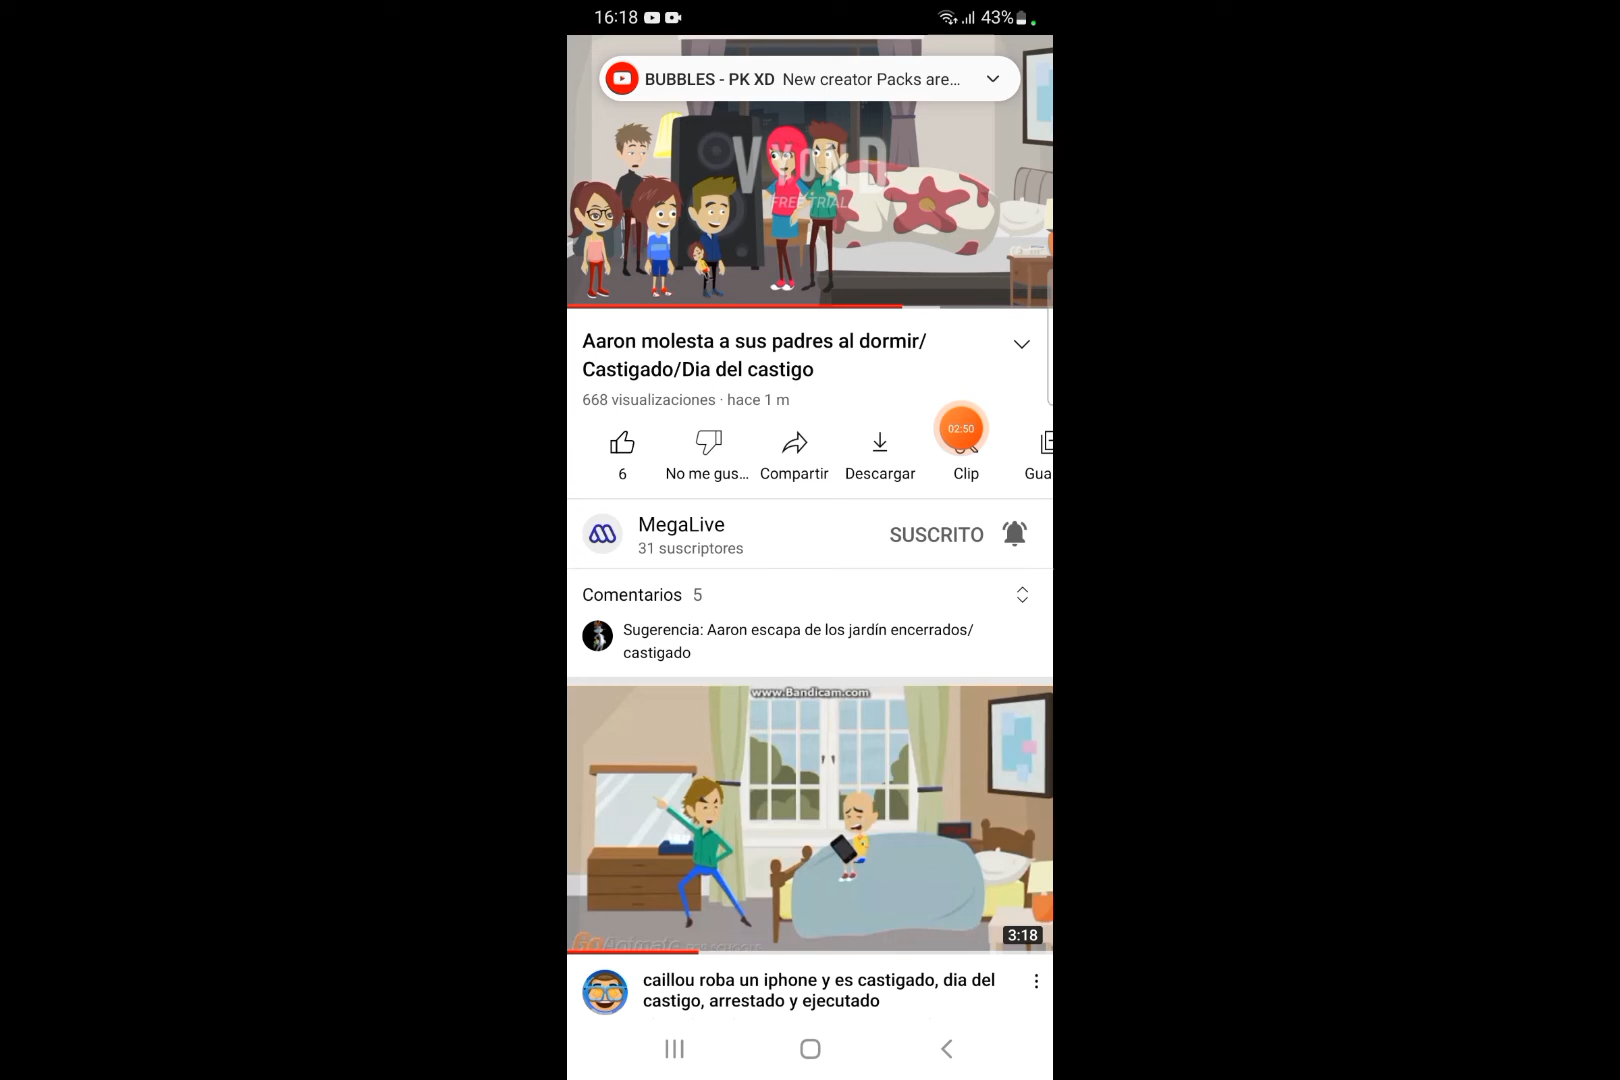 16:18
43%
BUBBLES - PK XD New creator Packs are...
VYOND
FREE TRIAL
Aaron molesta a sus padres al dormir/
Castigado/Dia del castigo
668 visualizaciones · hace 1 m
02:50
6
No me gus...
Compartir
Descargar
Clip
Gua
MegaLive
31 suscriptores
SUSCRITO
Comentarios 5
Sugerencia: Aaron escapa de los jardín encerrados/
castigado
www.Bandicam.com
GoAnimate
3:18
caillou roba un iphone y es castigado, dia del
castigo, arrestado y ejecutado